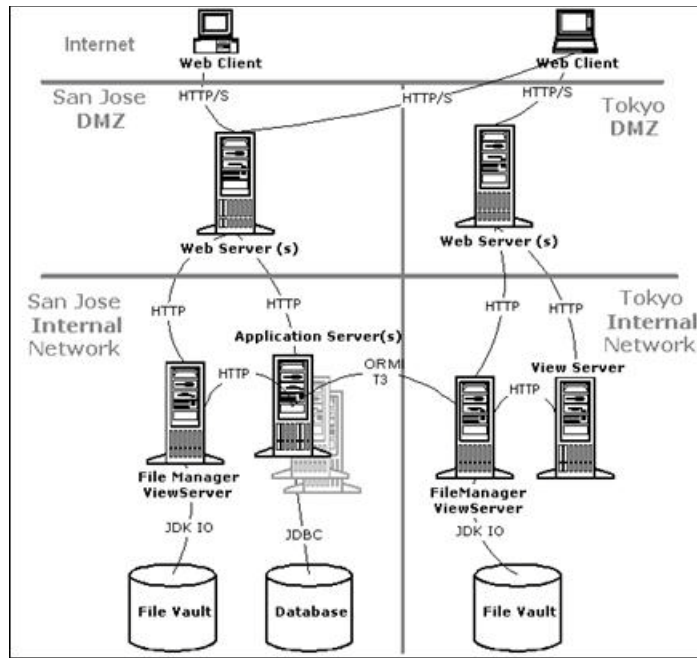 Internet
Web Client
Web Client
San Jose
DMZ
HTTP/S
HTTP/S
HTTP/S
Tokyo
DMZ
Web Server (s)
Web Server (s)
San Jose
Internal
Network
HTTP
HTTP
HTTP
HTTP
Tokyo
Internal
Network
Application Server(s)
View Server
HTTP
ORMI
T3
HTTP
File Manager
ViewServer
FileManager
ViewServer
JDK IO
JDBC
JDK IO
File Vault
Database
File Vault